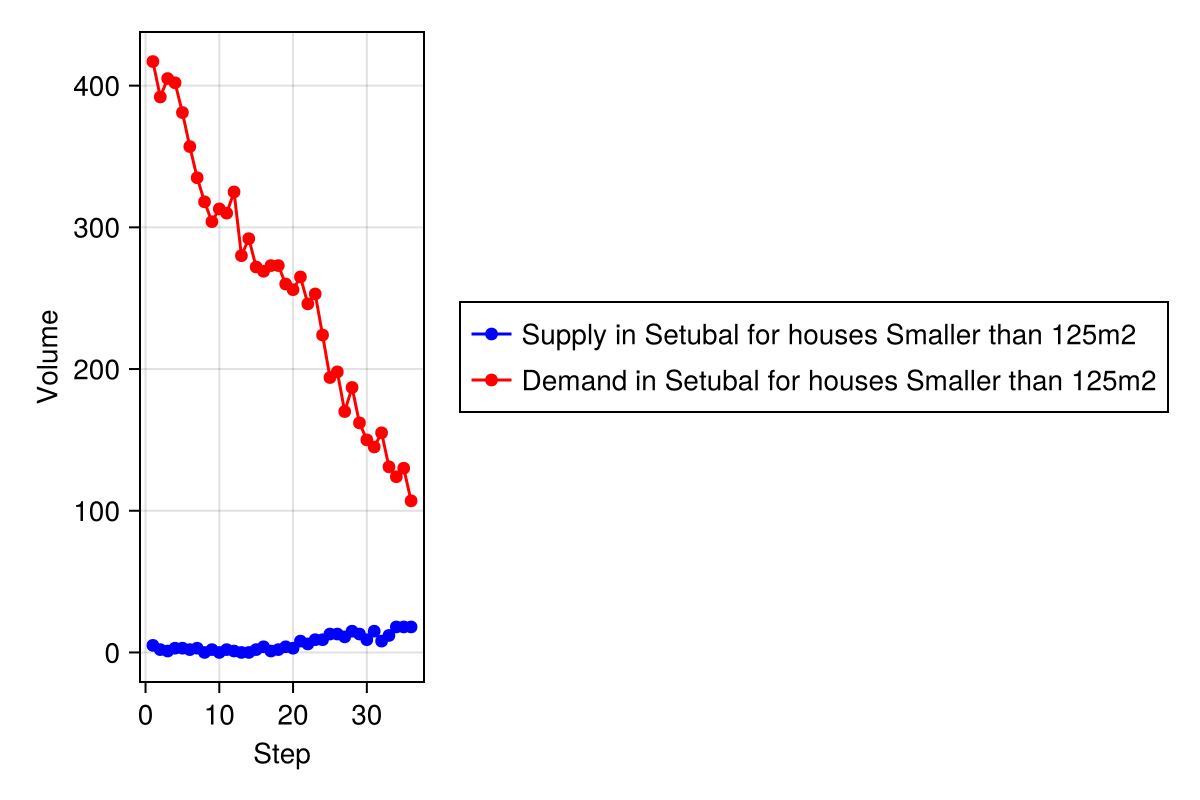 400
300
200
100
0
Volume
0 10 20 30
Step
Supply in Setubal for houses Smaller than 125m2
Demand in Setubal for houses Smaller than 125m2